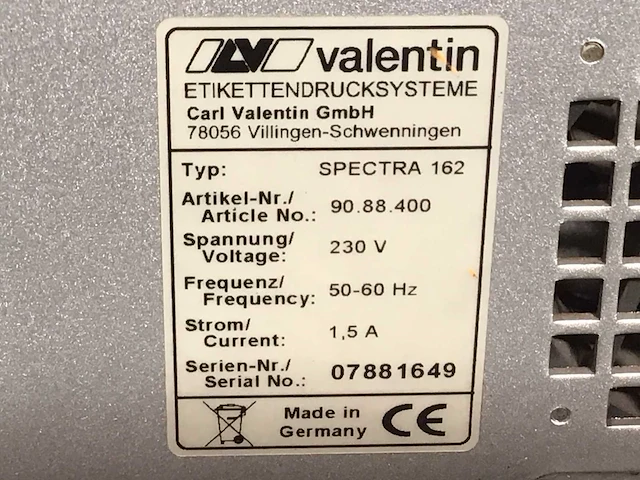 valentin
ETIKETTENDRUCKSYSTEME
Carl Valentin GmbH
78056 Villingen-Schwenningen
Typ: SPECTRA 162
Artikel-Nr./
Article No.: 90.88.400
Spannung/
Voltage: 230 V
Frequenz/
Frequency: 50-60 Hz
Strom/
Current: 1,5 A
Serien-Nr./
Serial No.: 07881649
Made in
Germany CE